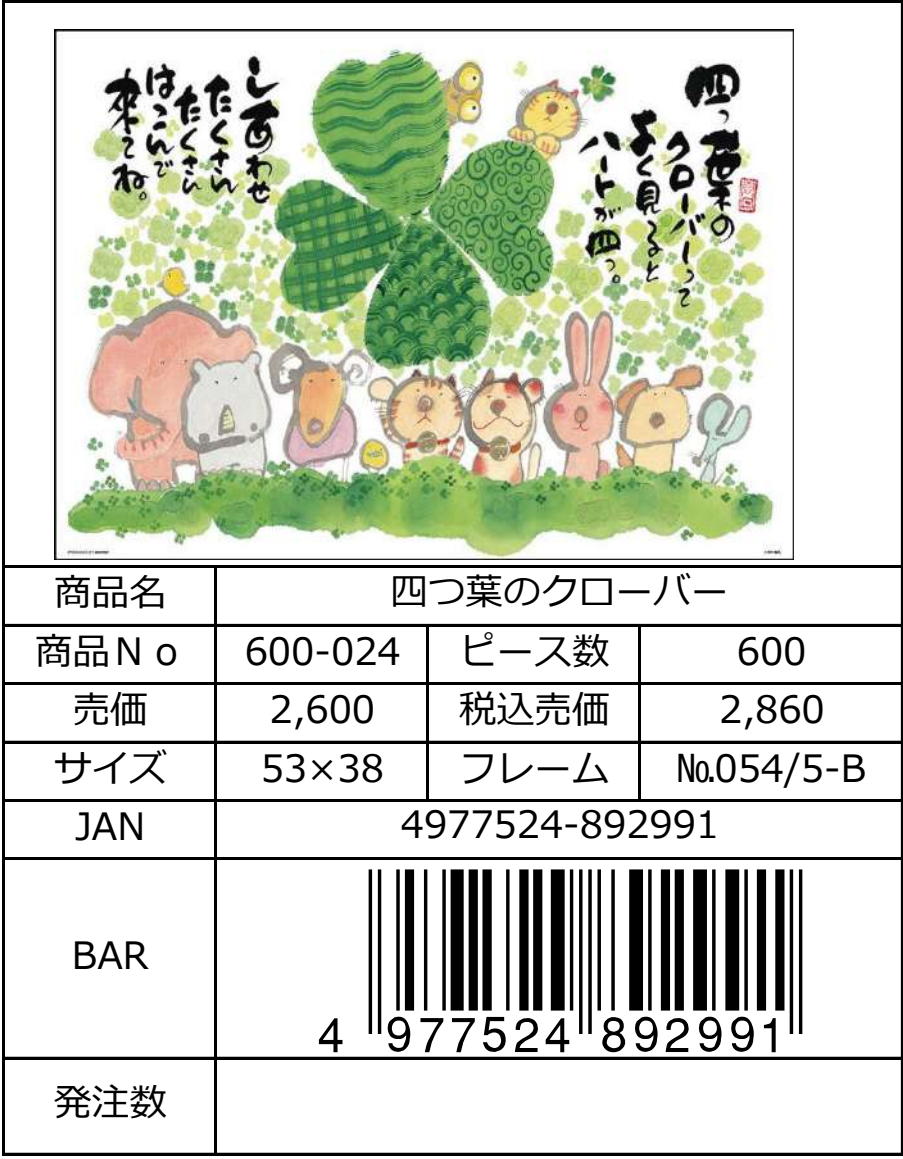 四つ葉の
クローバーって
よく見ると
ハートが四つ。
しあわせ
たくさん
たくさん
はこんで
来てね。
商品名 四つ葉のクローバー
商品Ｎｏ 600-024 ピース数 600
売価 2,600 税込売価 2,860
サイズ 53×38 フレーム №054/5-B
JAN 4977524-892991
BAR
4 977524 892991
発注数